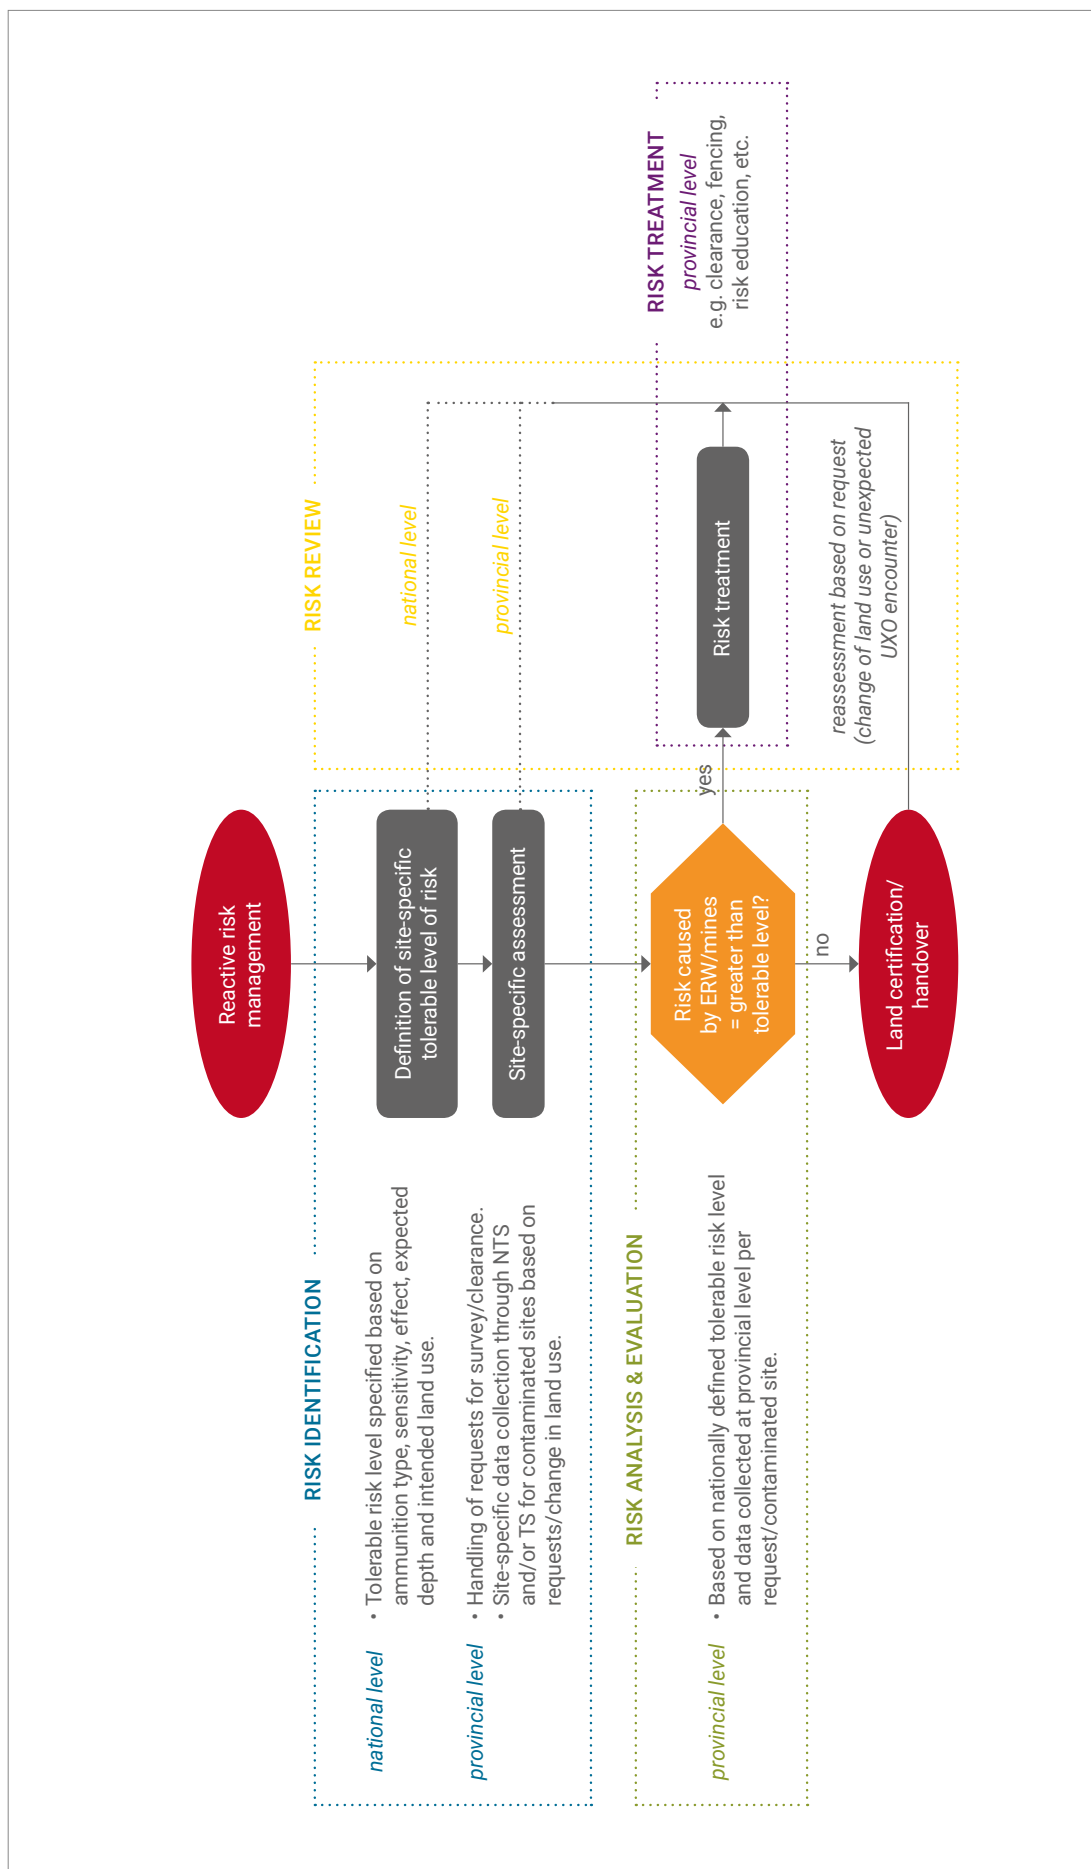 Reactive risk
management
RISK IDENTIFICATION
national level
• Tolerable risk level specified based on
ammunition type, sensitivity, effect, expected
depth and intended land use.
Definition of site-specific
tolerable level of risk
provincial level
• Handling of requests for survey/clearance.
• Site-specific data collection through NTS
and/or TS for contaminated sites based on
requests/change in land use.
Site-specific assessment
RISK REVIEW
national level
provincial level
RISK ANALYSIS & EVALUATION
provincial level
• Based on nationally defined tolerable risk level
and data collected at provincial level per
request/contaminated site.
Risk caused
by ERW/mines
= greater than
tolerable level?
yes
Risk treatment
RISK TREATMENT
provincial level
e.g. clearance, fencing,
risk education, etc.
no
reassessment based on request
(change of land use or unexpected
UXO encounter)
Land certification/
handover